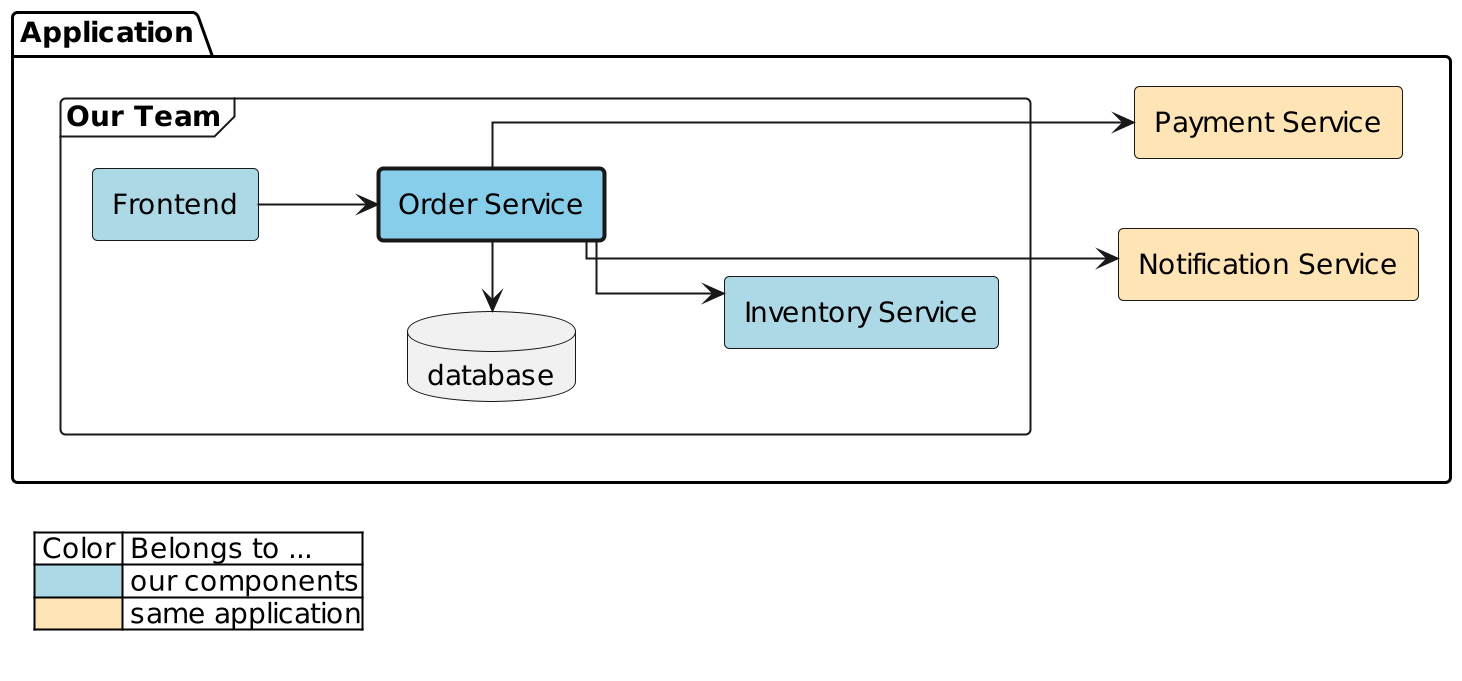 Application
Our Team
Payment Service
Frontend
Order Service
Notification Service
Inventory Service
database
Color Belongs to ...
our components
same application